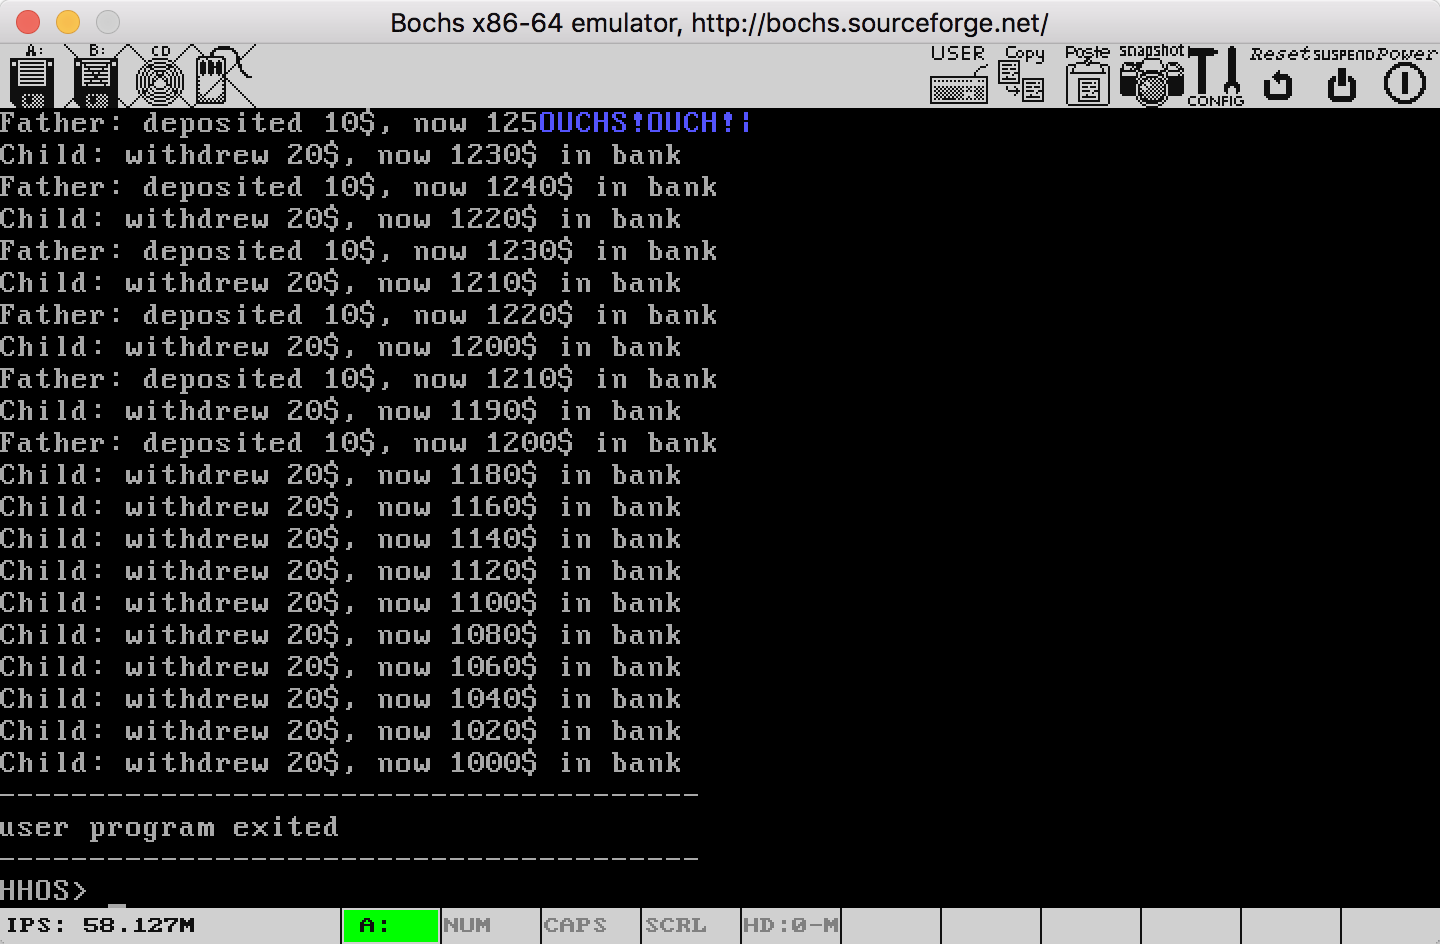 Bochs x86-64 emulator, http://bochs.sourceforge.net/
A: B: CD USER Copy Paste snapshot CONFIG Reset SUSPEND Power
Father: deposited 10$, now 125OUCHS!OUCH!|
Child: withdrew 20$, now 1230$ in bank
Father: deposited 10$, now 1240$ in bank
Child: withdrew 20$, now 1220$ in bank
Father: deposited 10$, now 1230$ in bank
Child: withdrew 20$, now 1210$ in bank
Father: deposited 10$, now 1220$ in bank
Child: withdrew 20$, now 1200$ in bank
Father: deposited 10$, now 1210$ in bank
Child: withdrew 20$, now 1190$ in bank
Father: deposited 10$, now 1200$ in bank
Child: withdrew 20$, now 1180$ in bank
Child: withdrew 20$, now 1160$ in bank
Child: withdrew 20$, now 1140$ in bank
Child: withdrew 20$, now 1120$ in bank
Child: withdrew 20$, now 1100$ in bank
Child: withdrew 20$, now 1080$ in bank
Child: withdrew 20$, now 1060$ in bank
Child: withdrew 20$, now 1040$ in bank
Child: withdrew 20$, now 1020$ in bank
Child: withdrew 20$, now 1000$ in bank
---------------------------------------
user program exited
---------------------------------------
HHOS> _
IPS: 58.127M A: NUM CAPS SCRL HD:0-M